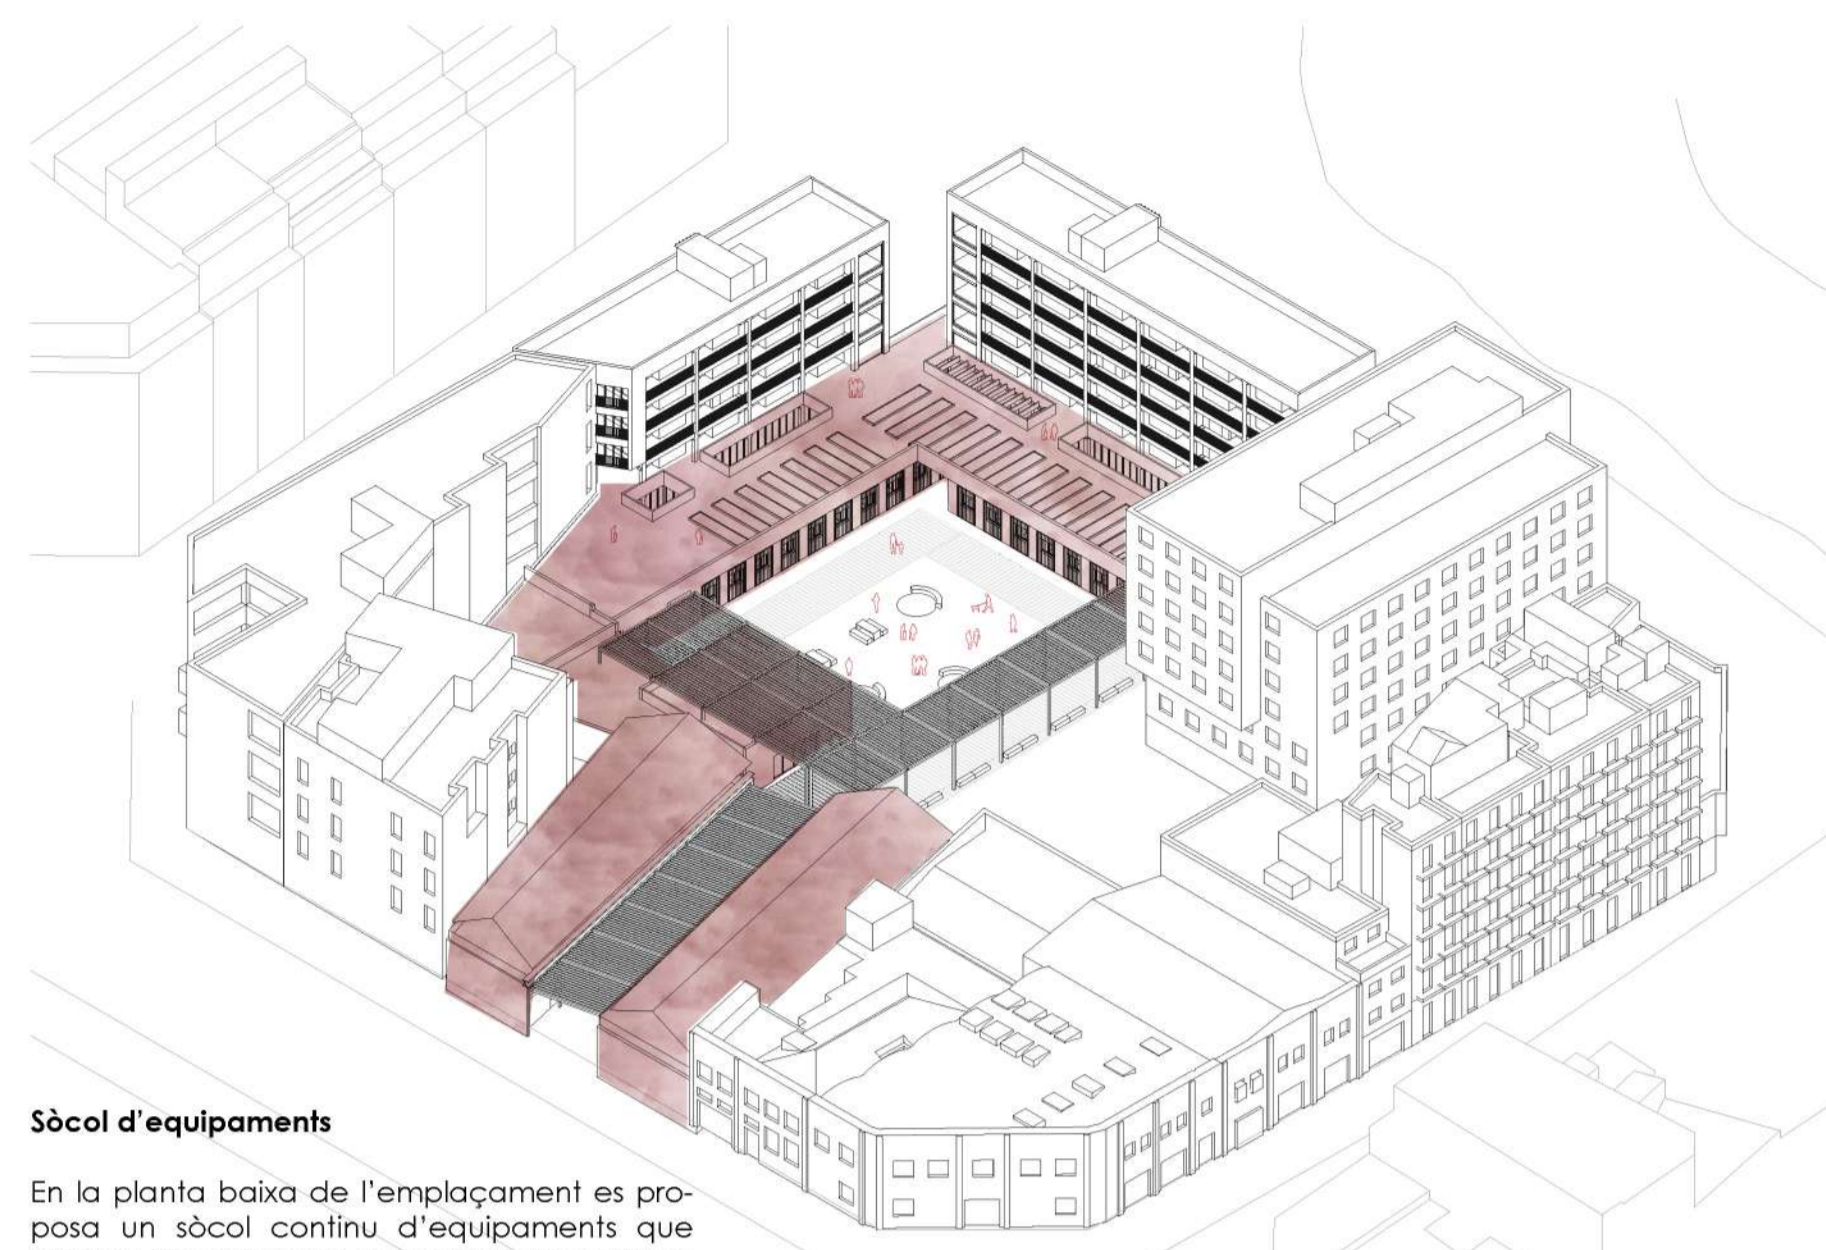 Sòcol d'equipaments
En la planta baixa de l'emplaçament es pro-
posa un sòcol continu d'equipaments que